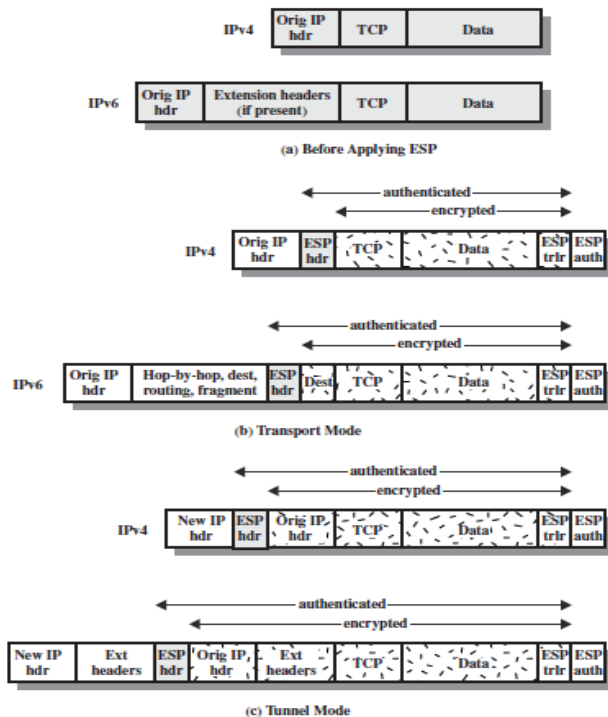 IPv4 Orig IP hdr TCP Data
IPv6 Orig IP hdr Extension headers (if present) TCP Data
(a) Before Applying ESP
authenticated
encrypted
IPv4 Orig IP hdr ESP hdr TCP Data ESP trlr ESP auth
authenticated
encrypted
IPv6 Orig IP hdr Hop-by-hop, dest, routing, fragment ESP hdr Dest TCP Data ESP trlr ESP auth
(b) Transport Mode
authenticated
encrypted
IPv4 New IP hdr ESP hdr Orig IP hdr TCP Data ESP trlr ESP auth
authenticated
encrypted
New IP hdr Ext headers ESP hdr Orig IP hdr Ext headers TCP Data ESP trlr ESP auth
(c) Tunnel Mode